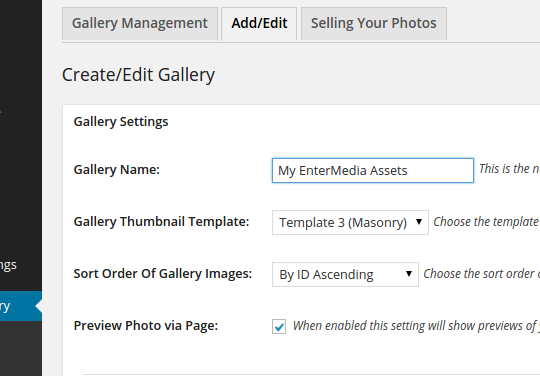 Gallery Management Add/Edit Selling Your Photos
Create/Edit Gallery
Gallery Settings
Gallery Name: My EnterMedia Assets This is the n
Gallery Thumbnail Template: Template 3 (Masonry) Choose the template
Sort Order Of Gallery Images: By ID Ascending Choose the sort order o
ngs
ry
Preview Photo via Page: When enabled this setting will show previews of y